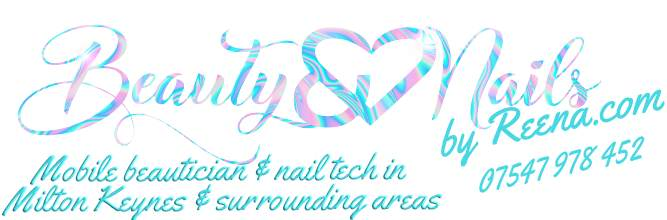 Beauty & Nails
by Reena.com
07547 978 452
Mobile beautician & nail tech in
Milton Keynes & surrounding areas